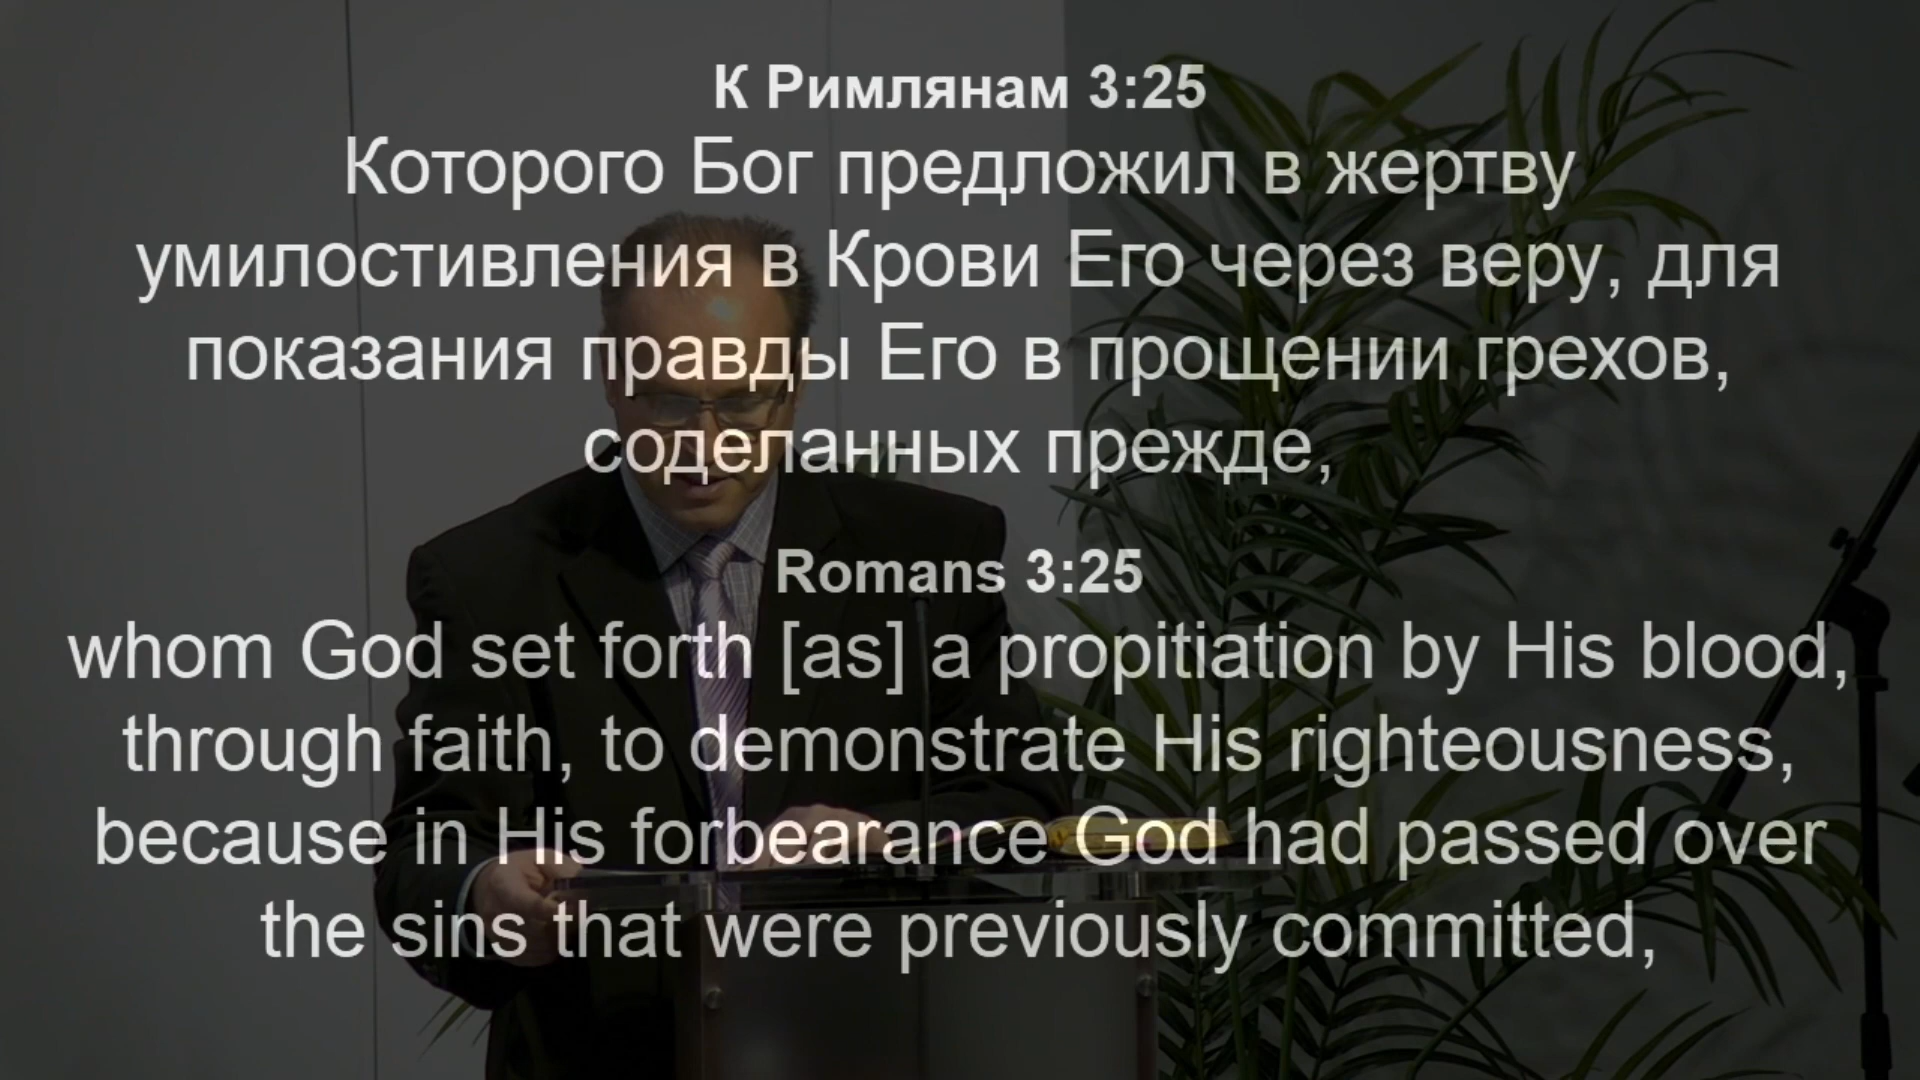 К Римлянам 3:25
Которого Бог предложил в жертву
умилостивления в Крови Его через веру, для
показания правды Его в прощении грехов,
соделанных прежде,
Romans 3:25
whom God set forth [as] a propitiation by His blood,
through faith, to demonstrate His righteousness,
because in His forbearance God had passed over
the sins that were previously committed,